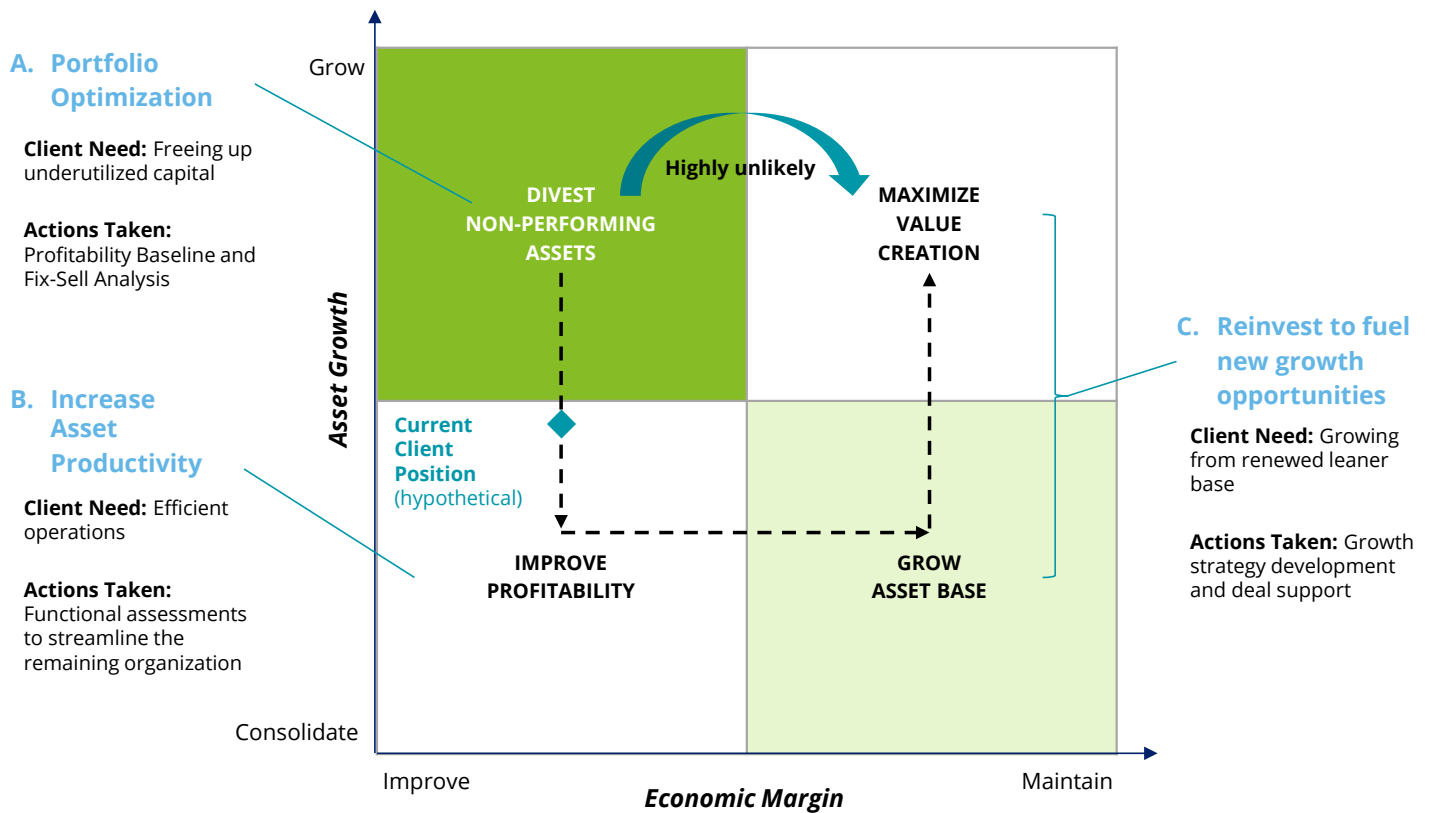 A. Portfolio
Optimization
Client Need: Freeing up
underutilized capital
Actions Taken:
Profitability Baseline and
Fix-Sell Analysis
B. Increase
Asset
Productivity
Client Need: Efficient
operations
Actions Taken:
Functional assessments
to streamline the
remaining organization
Grow
Asset Growth
Consolidate
Highly unlikely
DIVEST
NON-PERFORMING
ASSETS
MAXIMIZE
VALUE
CREATION
Current
Client
Position
(hypothetical)
IMPROVE
PROFITABILITY
GROW
ASSET BASE
Improve
Economic Margin
Maintain
C. Reinvest to fuel
new growth
opportunities
Client Need: Growing
from renewed leaner
base
Actions Taken: Growth
strategy development
and deal support